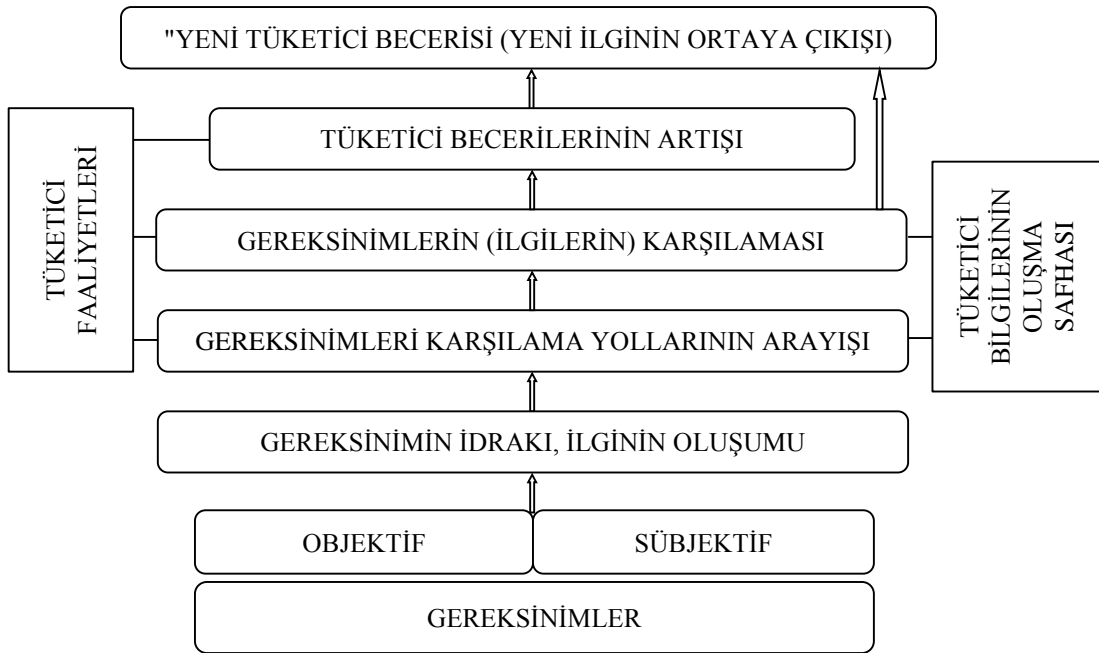 "YENİ TÜKETİCİ BECERİSİ (YENİ İLGİNİN ORTAYA ÇIKIŞI)
TÜKETİCİ BECERİLERİNİN ARTIŞI
TÜKETİCİ
FAALİYETLERİ
GEREKSİNİMLERİN (İLGİLERİN) KARŞILAMASI
TÜKETİCİ
BİLGİLERİNİN
OLUŞMA
SAFHASI
GEREKSİNİMLERİ KARŞILAMA YOLLARININ ARAYIŞI
GEREKSİNİMİN İDRAKI, İLGİNİN OLUŞUMU
OBJEKTİF
SÜBJEKTİF
GEREKSİNİMLER